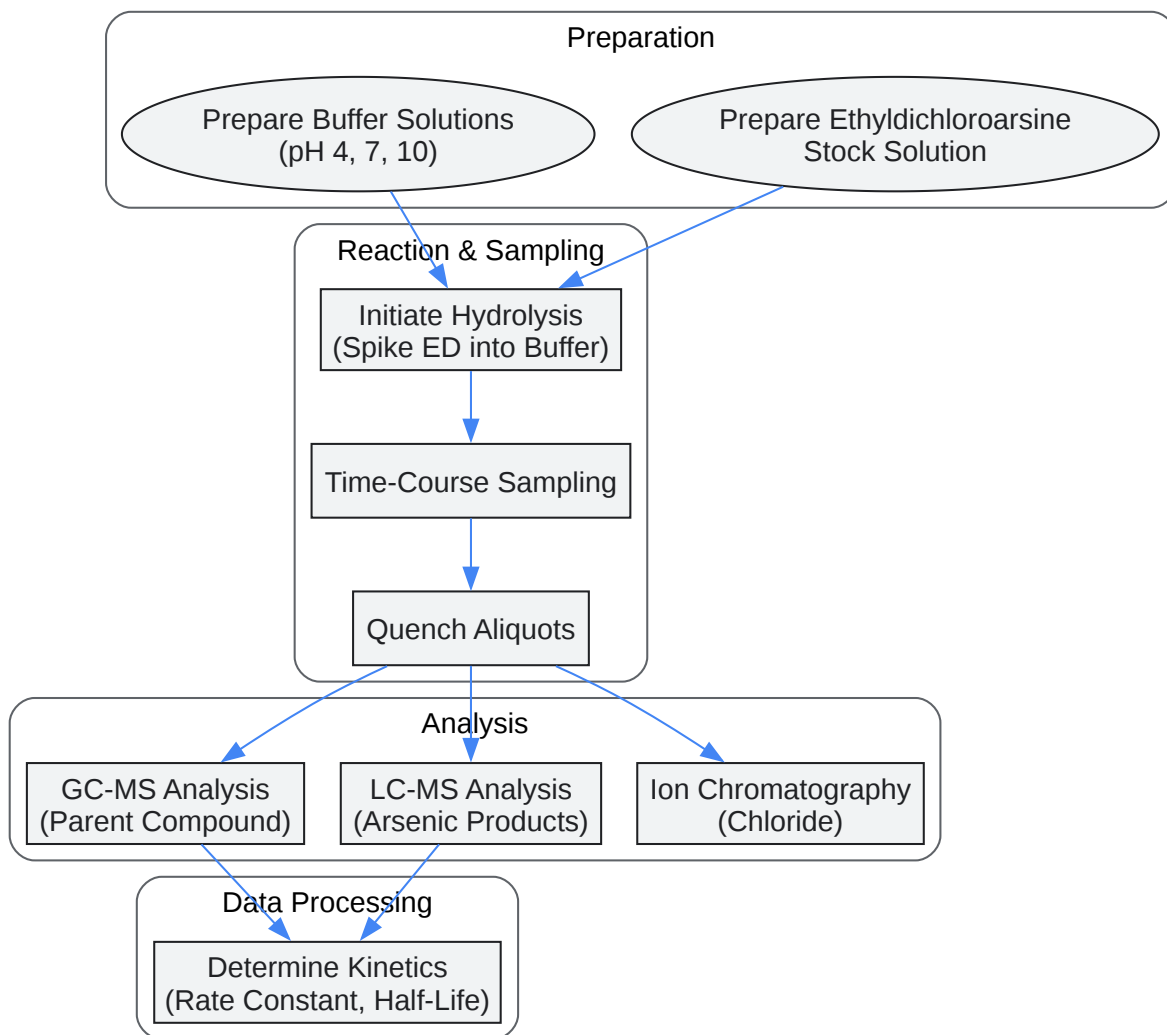 Preparation
Prepare Buffer Solutions
(pH 4, 7, 10)
Prepare Ethyldichloroarsine
Stock Solution
Reaction & Sampling
Initiate Hydrolysis
(Spike ED into Buffer)
Time-Course Sampling
Quench Aliquots
Analysis
GC-MS Analysis
(Parent Compound)
LC-MS Analysis
(Arsenic Products)
Ion Chromatography
(Chloride)
Data Processing
Determine Kinetics
(Rate Constant, Half-Life)